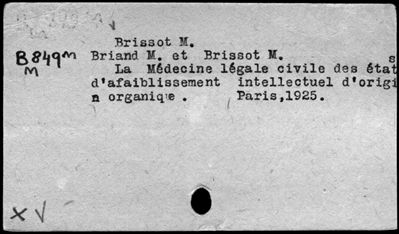 Brissot M.
B849m Briand M. et Brissot M. s
m La Médecine légale civile des état
d'afaiblissement intellectuel d'origi
n organique . Paris,1925.
x √